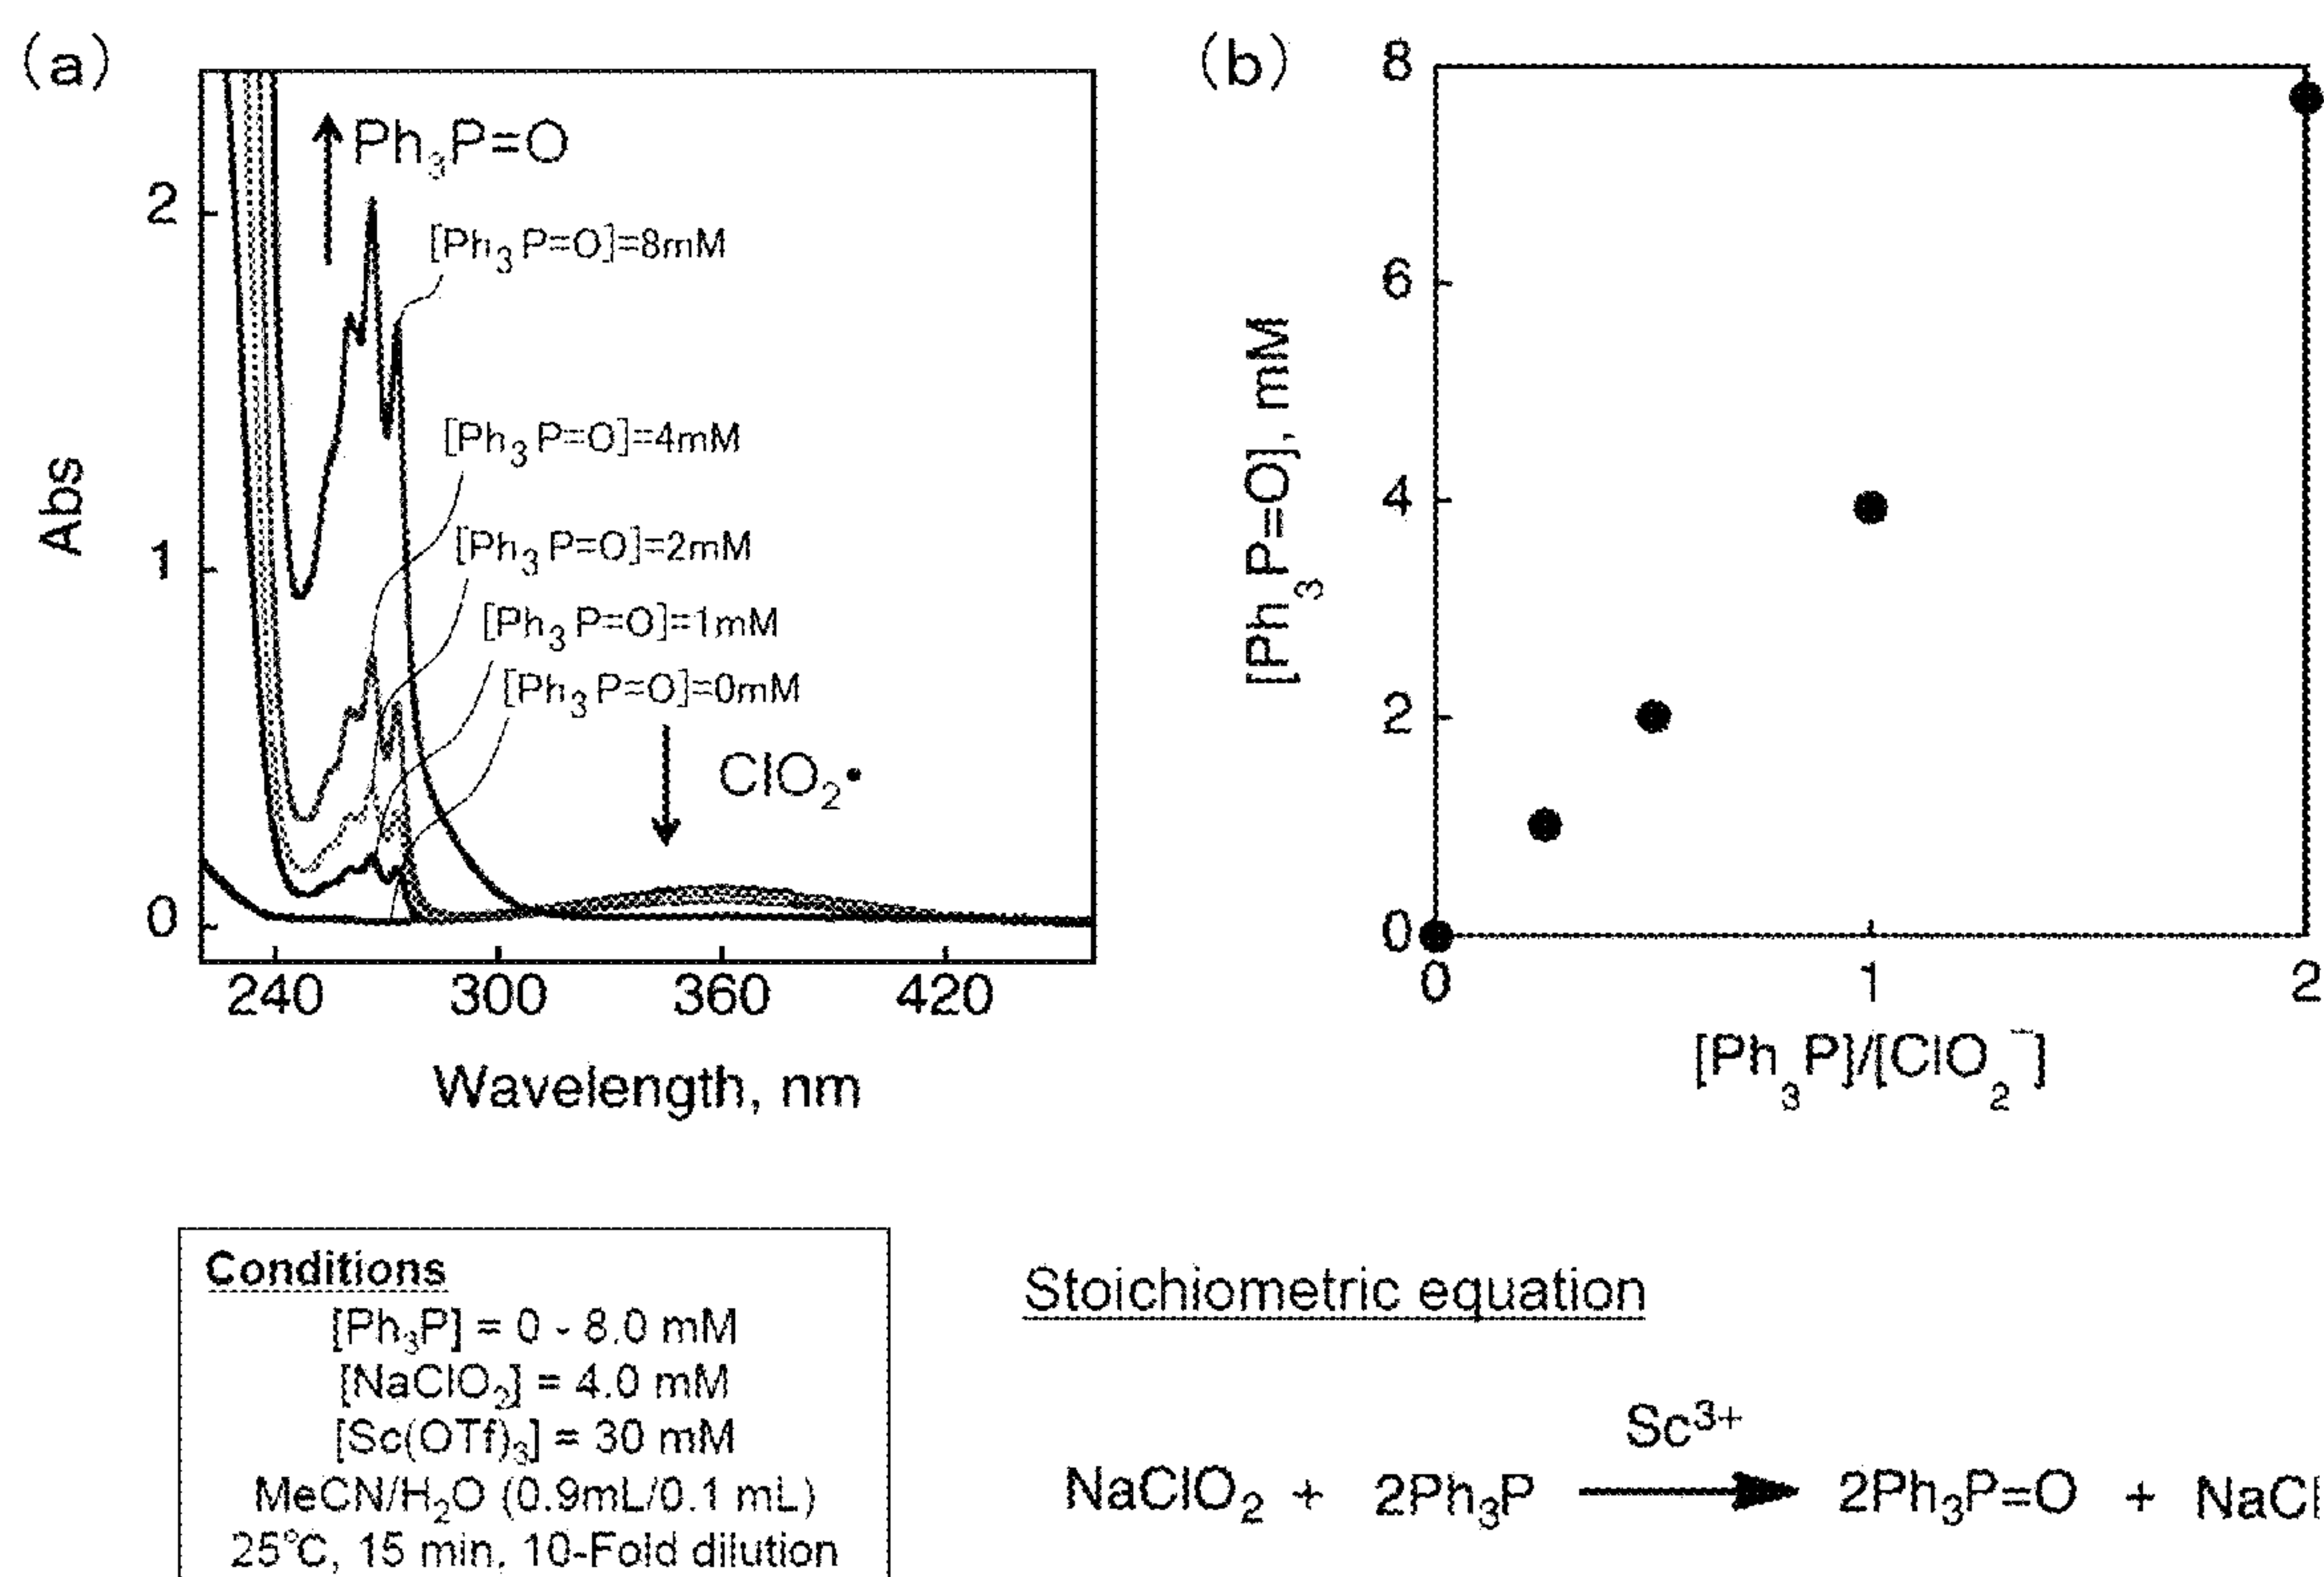 (a)
Ph₃P=O
[Ph₃P=O]=8mM
[Ph₃P=O]=4mM
[Ph₃P=O]=2mM
[Ph₃P=O]=1mM
[Ph₃P=O]=0mM
ClO₂•
2
1
0
Abs
240 300 360 420
Wavelength, nm
(b)
8
6
4
2
0
[Ph₃P=O], mM
0 1 2
[Ph₃P]/[ClO₂⁻]
Conditions
[Ph₃P] = 0 - 8.0 mM
[NaClO₂] = 4.0 mM
[Sc(OTf)₃] = 30 mM
MeCN/H₂O (0.9mL/0.1 mL)
25℃, 15 min, 10-Fold dilution
Stoichiometric equation
Sc³⁺
NaClO₂ + 2Ph₃P → 2Ph₃P=O + NaCl